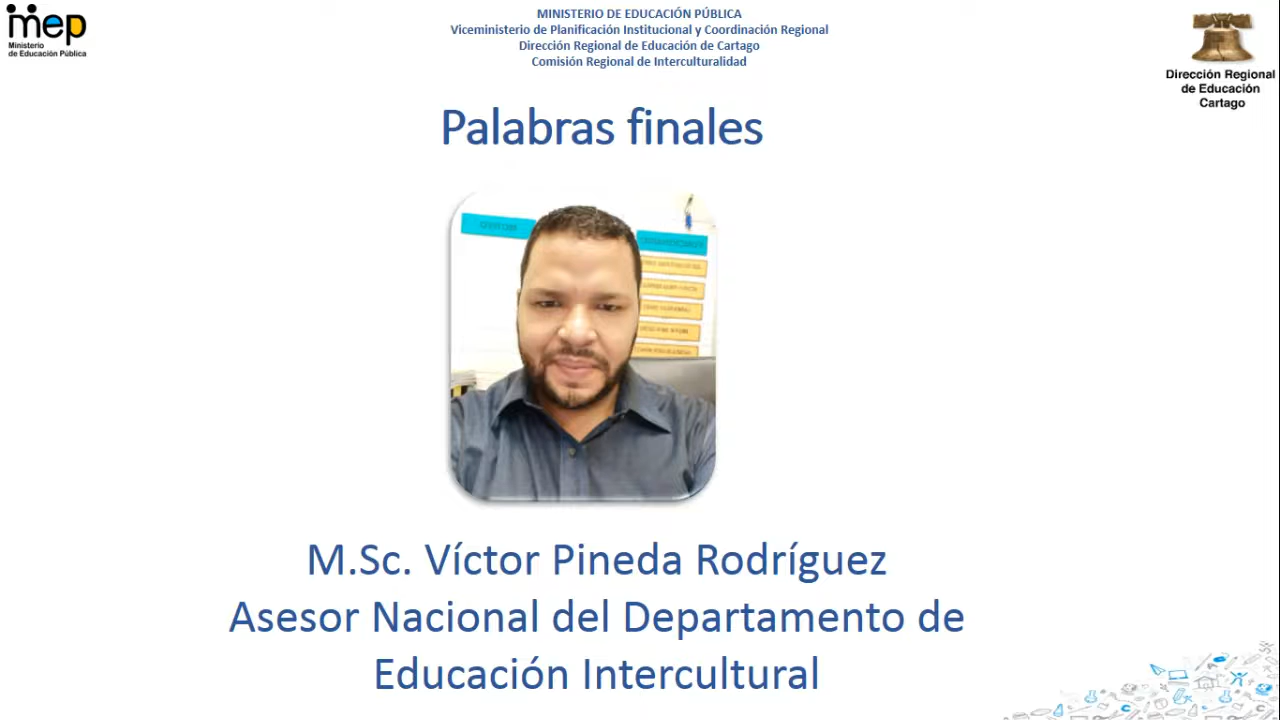 mep
Ministerio
de Educación Pública
MINISTERIO DE EDUCACIÓN PÚBLICA
Viceministerio de Planificación Institucional y Coordinación Regional
Dirección Regional de Educación de Cartago
Comisión Regional de Interculturalidad
Dirección Regional
de Educación
Cartago
Palabras finales
M.Sc. Víctor Pineda Rodríguez
Asesor Nacional del Departamento de
Educación Intercultural